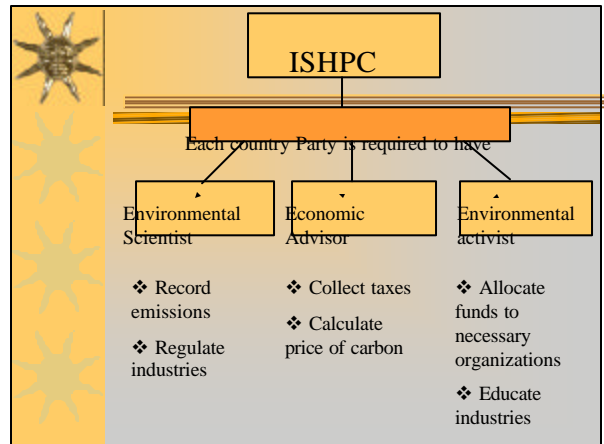 ISHPC
Each country Party is required to have
Environmental
Scientist
❖ Record
emissions
❖ Regulate
industries
Economic
Advisor
❖ Collect taxes
❖ Calculate
price of carbon
Environmental
activist
❖ Allocate
funds to
necessary
organizations
❖ Educate
industries